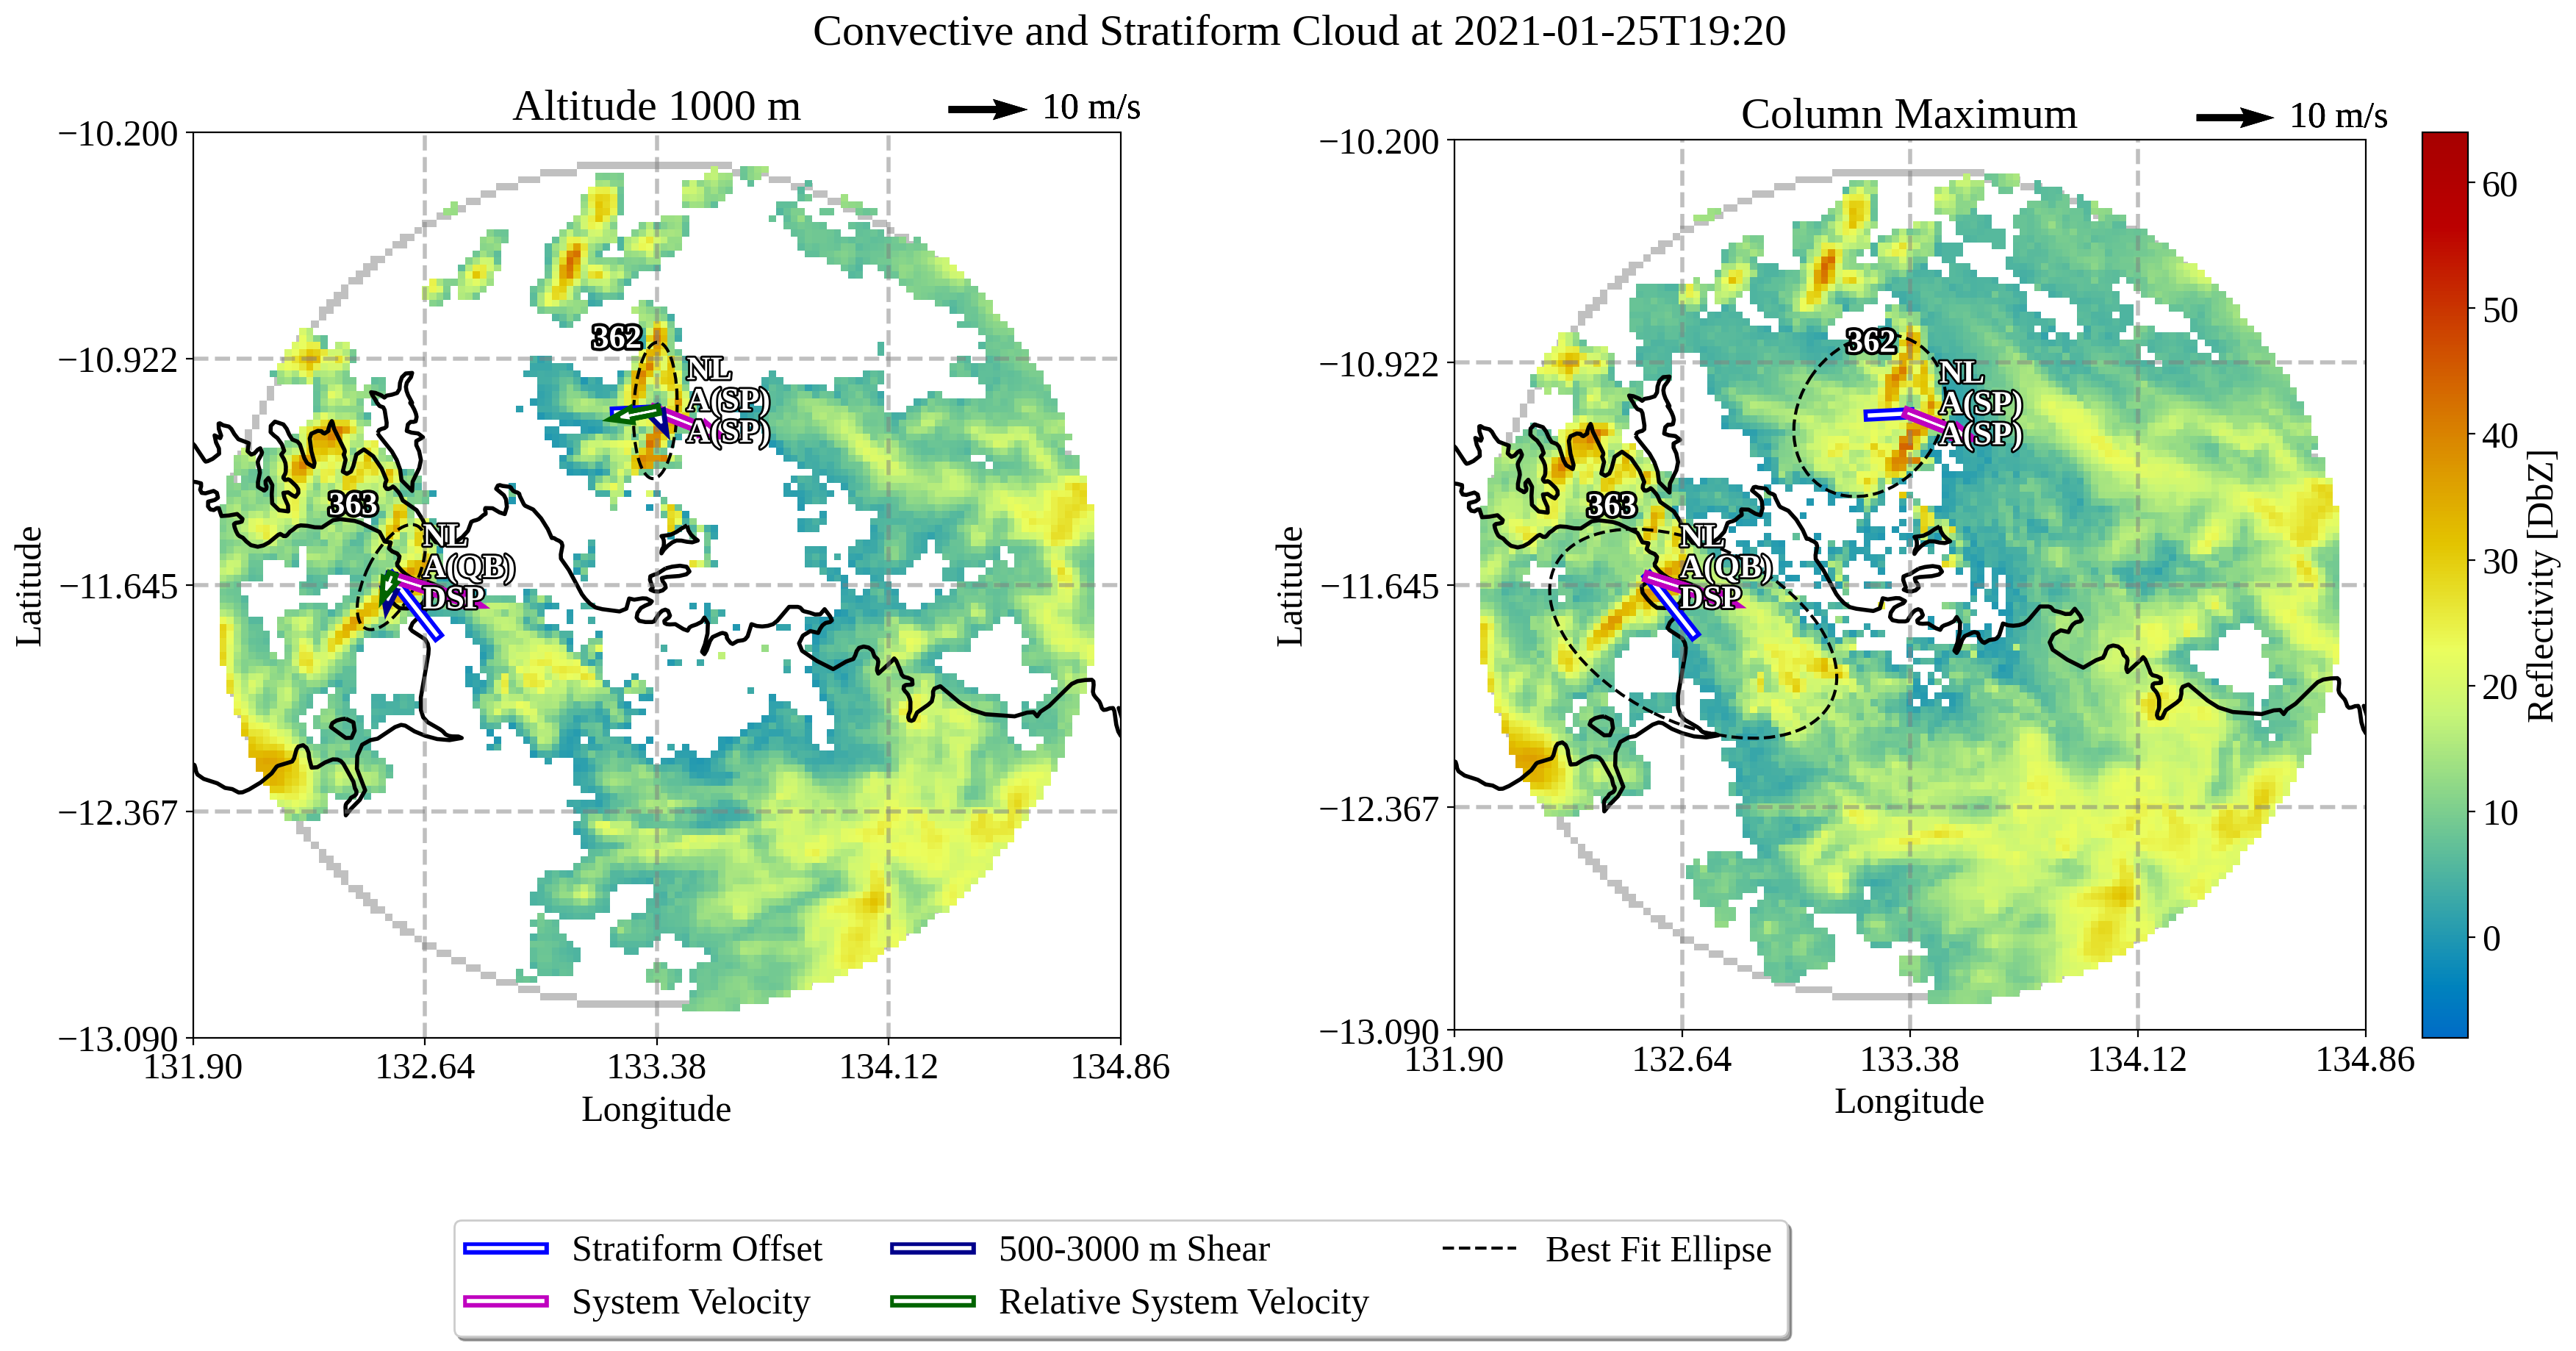 Convective and Stratiform Cloud at 2021-01-25T19:20
Altitude 1000 m
10 m/s
−10.200
−10.922
−11.645
−12.367
−13.090
131.90
132.64
133.38
134.12
134.86
Latitude
Longitude
362
NL
A(SP)
A(SP)
363
NL
A(QB)
DSP
Column Maximum
10 m/s
−10.200
−10.922
−11.645
−12.367
−13.090
131.90
132.64
133.38
134.12
134.86
Latitude
Longitude
362
NL
A(SP)
A(SP)
363
NL
A(QB)
DSP
60
50
40
30
20
10
0
Reflectivity [DbZ]
Stratiform Offset
System Velocity
500-3000 m Shear
Relative System Velocity
Best Fit Ellipse